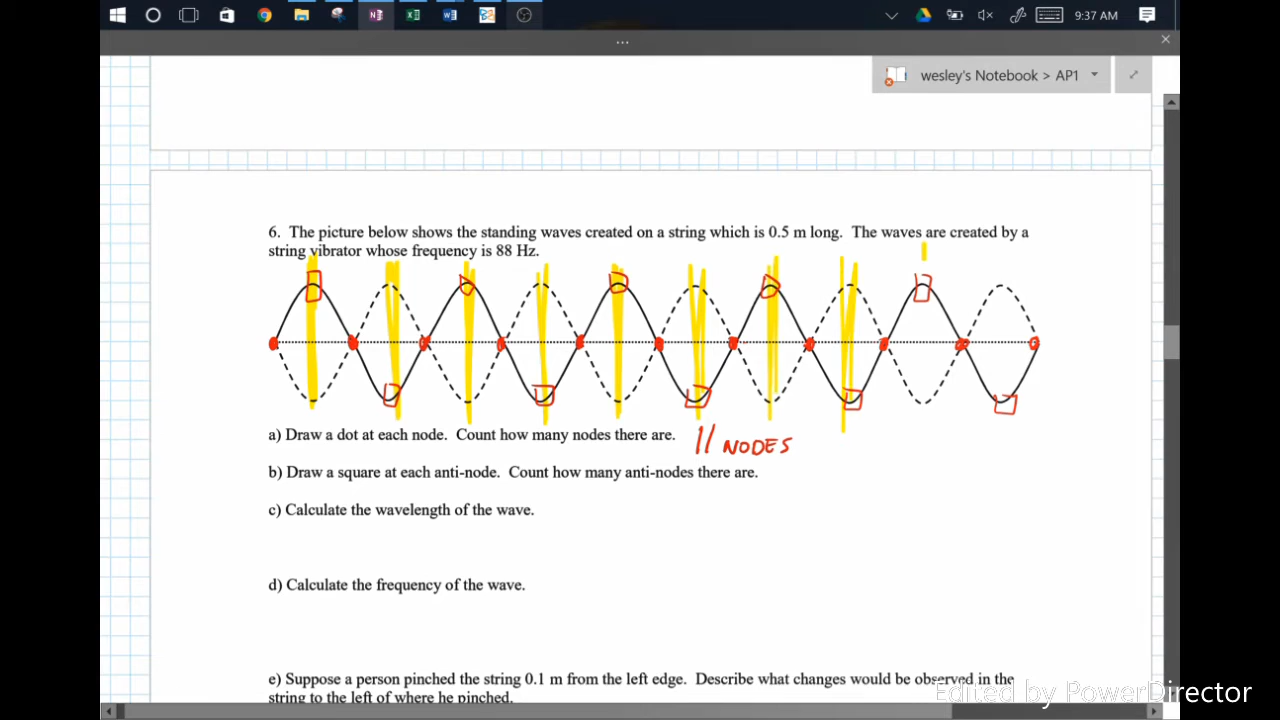 9:37 AM
wesley's Notebook > AP1
6. The picture below shows the standing waves created on a string which is 0.5 m long. The waves are created by a
string vibrator whose frequency is 88 Hz.
a) Draw a dot at each node. Count how many nodes there are. 11 NODES
b) Draw a square at each anti-node. Count how many anti-nodes there are.
c) Calculate the wavelength of the wave.
d) Calculate the frequency of the wave.
e) Suppose a person pinched the string 0.1 m from the left edge. Describe what changes would be observed in the
string to the left of where he pinched.
Edited by PowerDirector